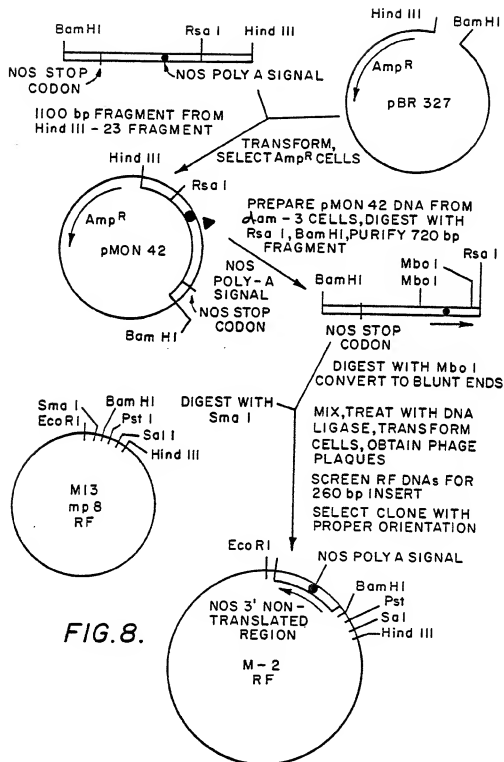 BamHI
Rsa I
Hind III
NOS STOP
CODON
NOS POLY A SIGNAL
1100 bp FRAGMENT FROM
Hind III - 23 FRAGMENT
Hind III
BamHI
AmpR
pBR 327
TRANSFORM,
SELECT AmpR CELLS
Hind III
Rsa I
AmpR
pMON 42
NOS
POLY-A
SIGNAL
NOS STOP
CODON
Bam HI
PREPARE pMON 42 DNA FROM
dam - 3 CELLS, DIGEST WITH
Rsa I, BamHI, PURIFY 720 bp
FRAGMENT
Rsa I
Mbo I
BamHI
Mbo I
NOS STOP
CODON
DIGEST WITH Mbo I
CONVERT TO BLUNT ENDS
DIGEST WITH
Sma I
MIX, TREAT WITH DNA
LIGASE, TRANSFORM
CELLS, OBTAIN PHAGE
PLAQUES
SCREEN RF DNAs FOR
260 bp INSERT
SELECT CLONE WITH
PROPER ORIENTATION
Sma I
EcoRI
Bam HI
Pst I
Sal I
Hind III
M13
mp 8
RF
EcoRI
NOS POLY A SIGNAL
BamHI
Pst
Sal
Hind III
NOS 3' NON-
TRANSLATED
REGION
M-2
RF
FIG.8.